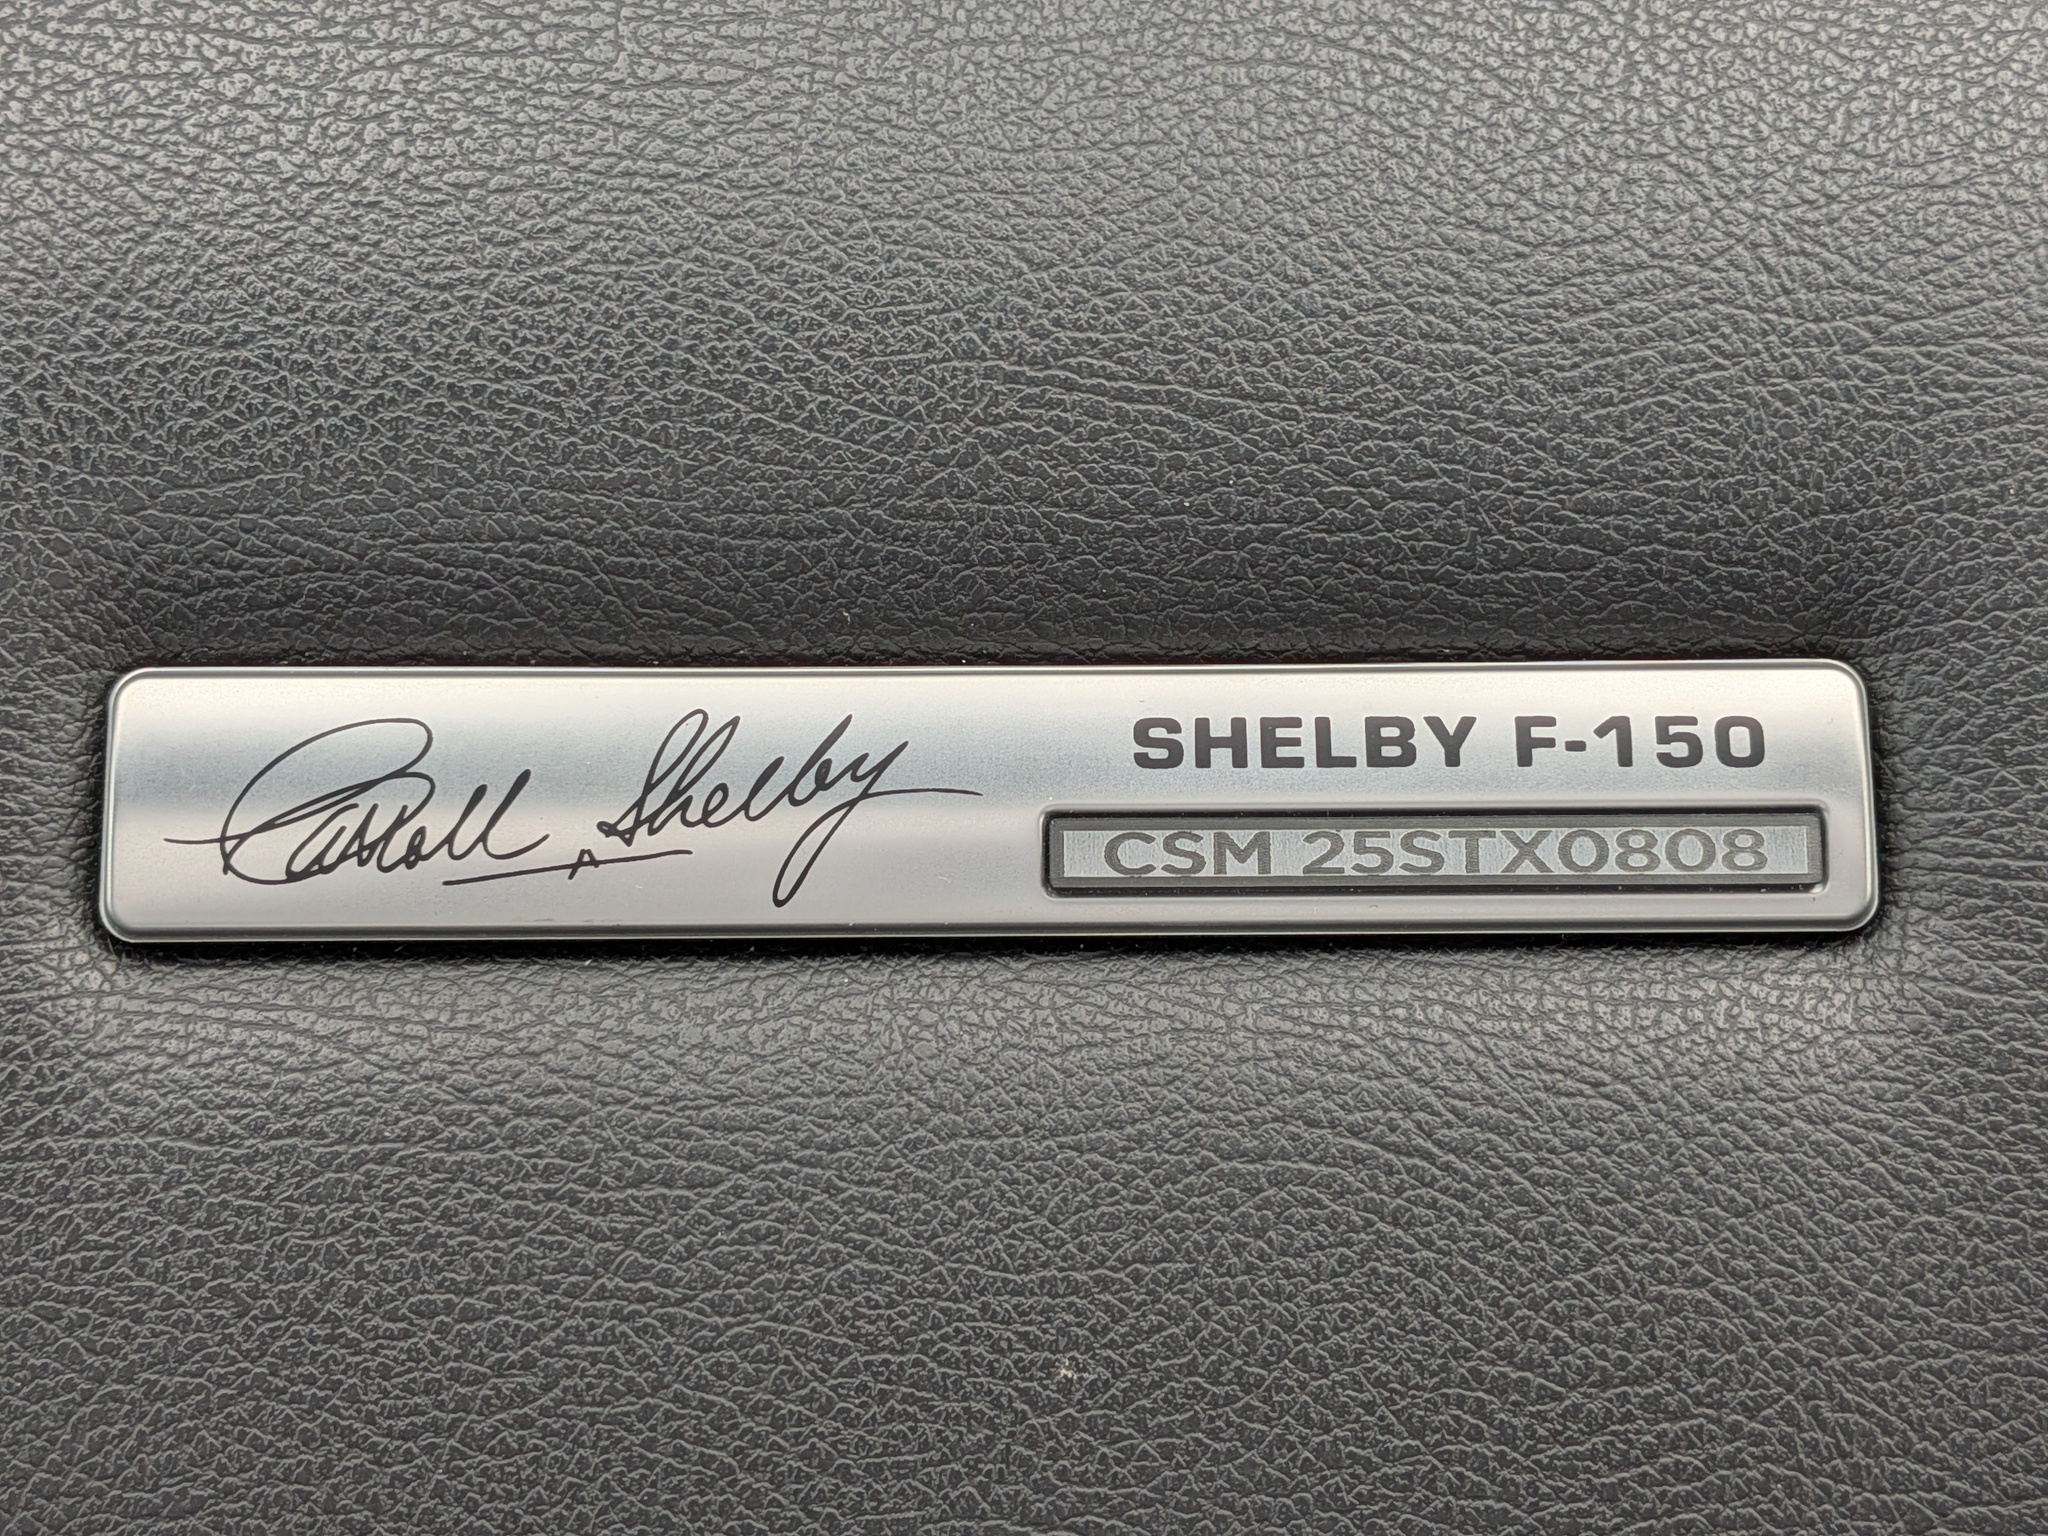 Carroll Shelby
SHELBY F-150
CSM 25STX0808